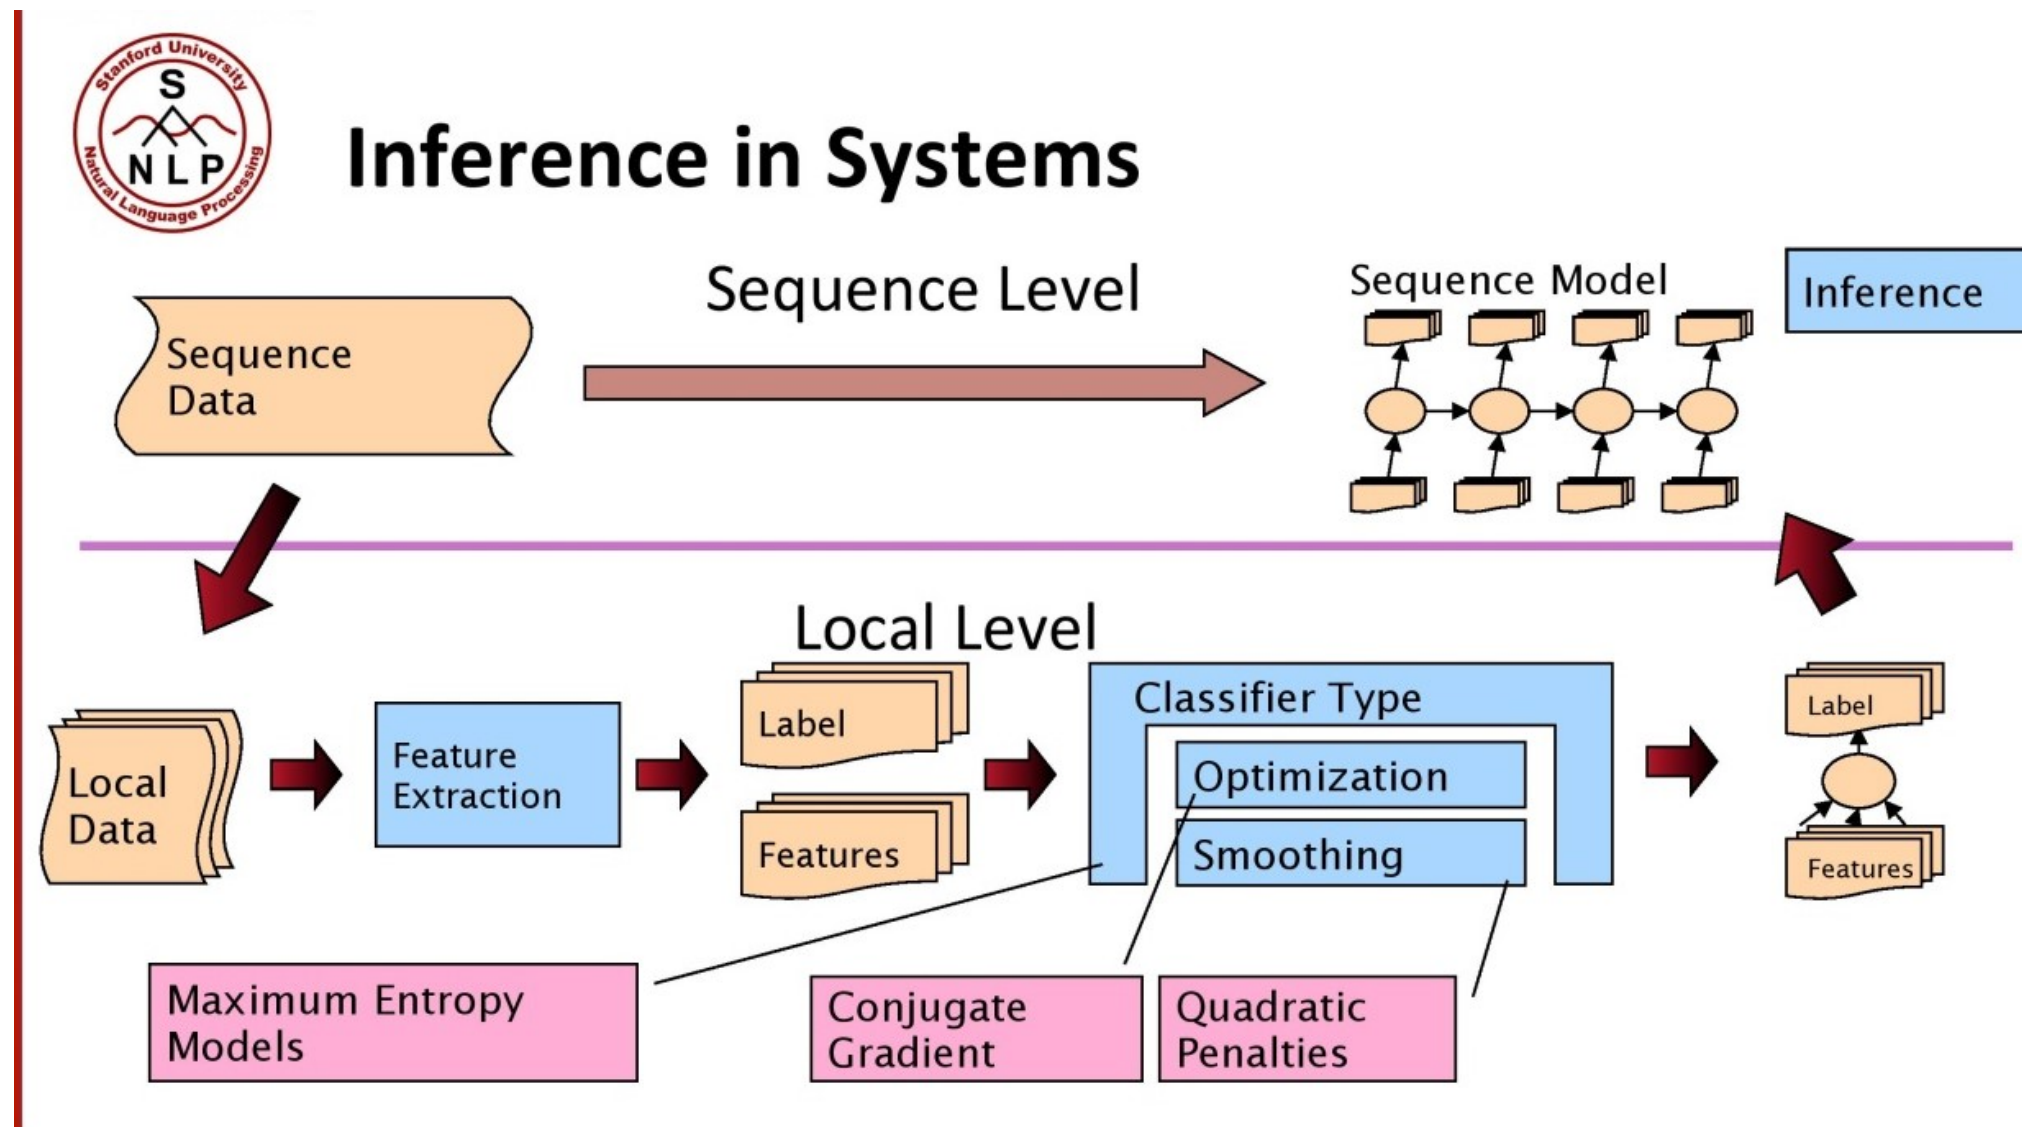 Stanford University
S
NLP
Natural Language Processing
Inference in Systems
Sequence Level
Sequence Model
Inference
Sequence
Data
Local Level
Local
Data
Feature
Extraction
Label
Features
Classifier Type
Optimization
Smoothing
Label
Features
Maximum Entropy
Models
Conjugate
Gradient
Quadratic
Penalties